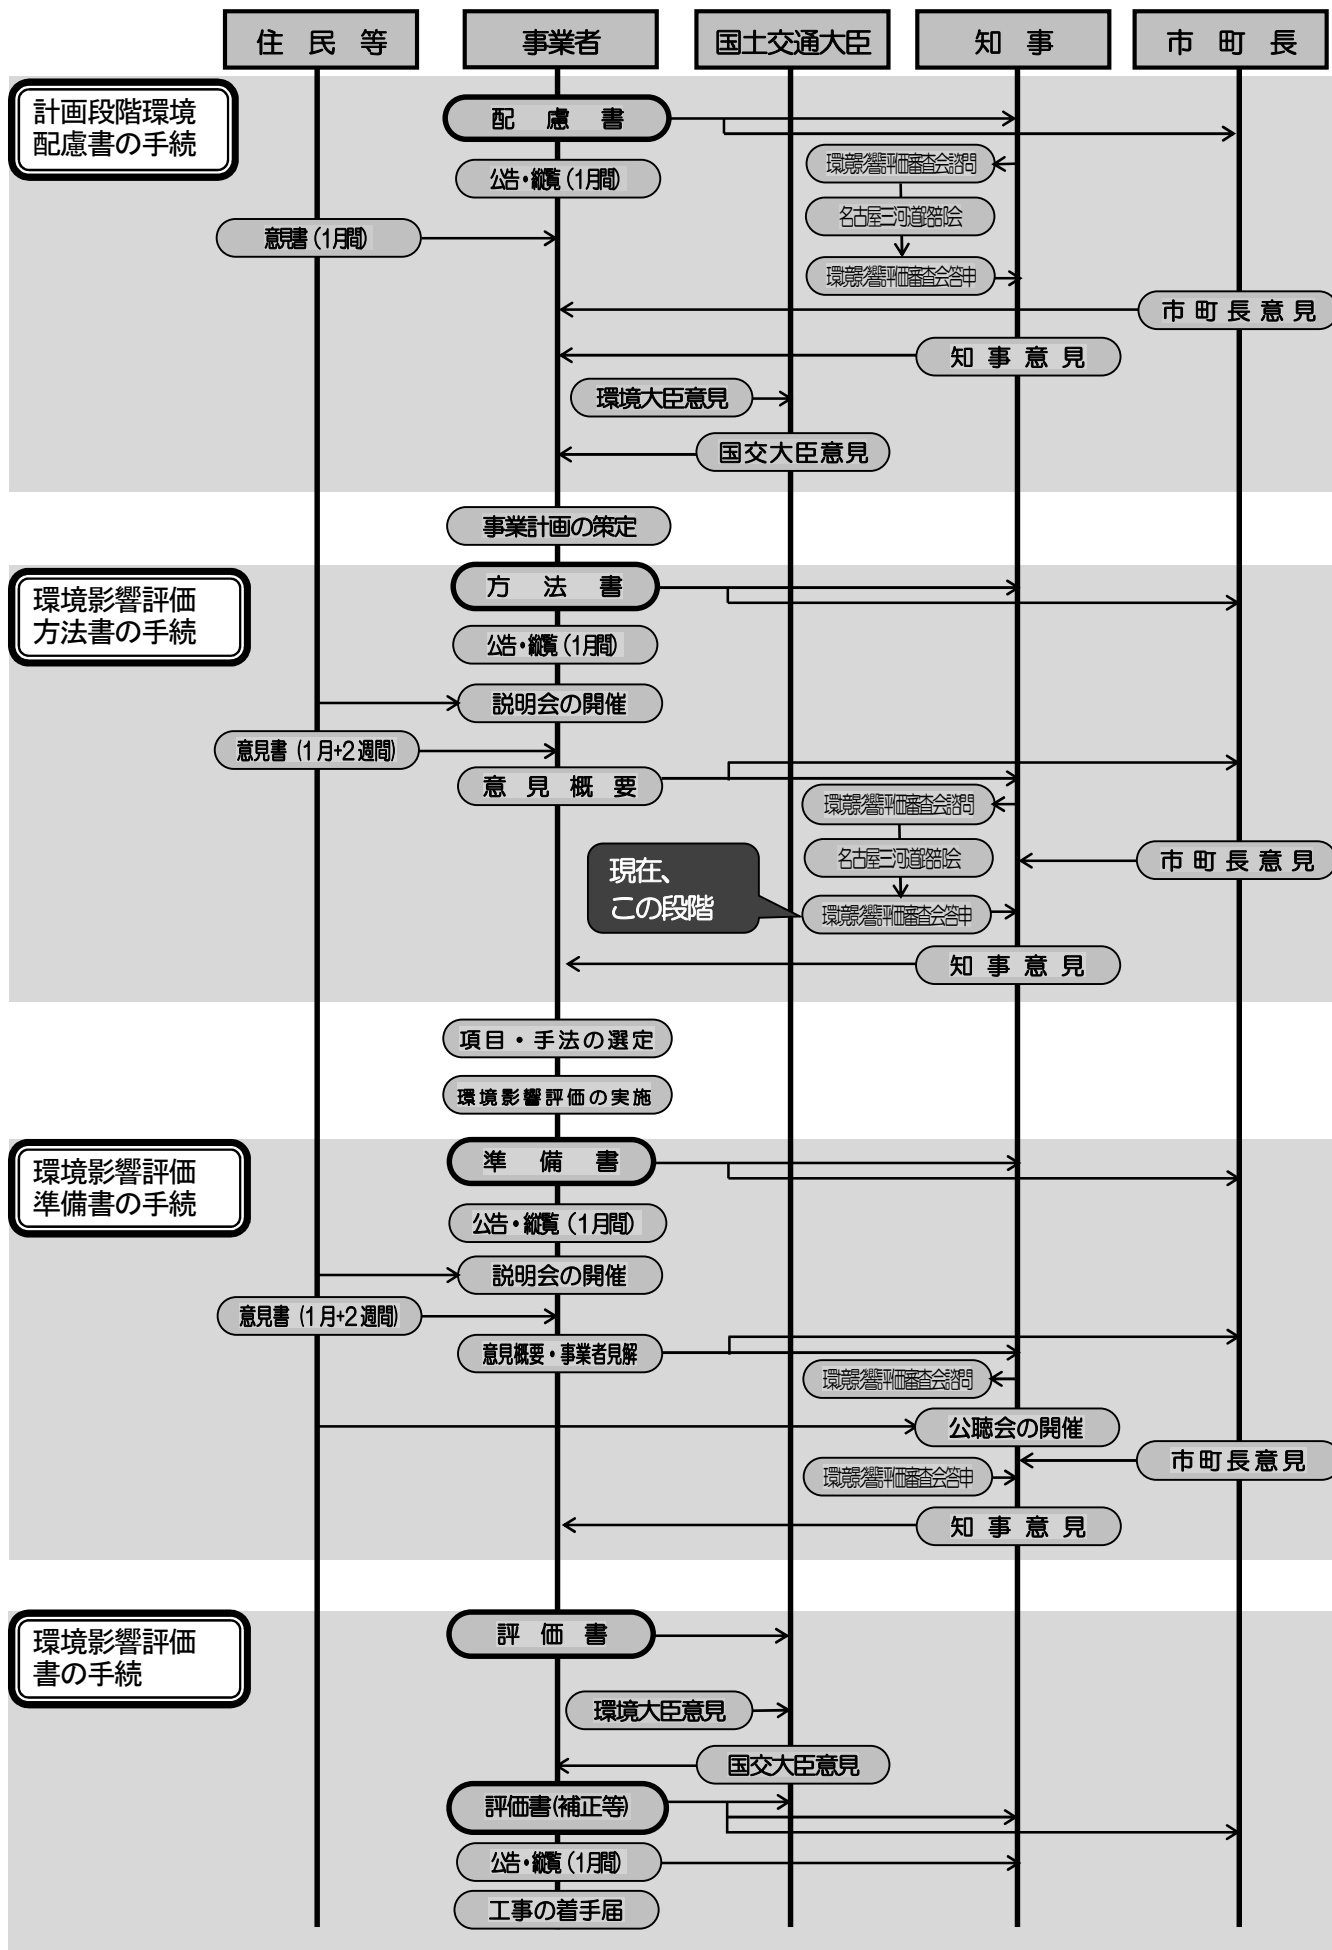 住民等
事業者
国土交通大臣
知事
市町長
計画段階環境
配慮書の手続
配慮書
公告・縦覧（1月間）
環境影響評価審査会諮問
名古屋三河道路部会
意見書（1月間）
環境影響評価審査会答申
市町長意見
知事意見
環境大臣意見
国交大臣意見
事業計画の策定
環境影響評価
方法書の手続
方法書
公告・縦覧（1月間）
説明会の開催
意見書（1月+2週間）
意見概要
環境影響評価審査会諮問
名古屋三河道路部会
市町長意見
現在、
この段階
環境影響評価審査会答申
知事意見
項目・手法の選定
環境影響評価の実施
環境影響評価
準備書の手続
準備書
公告・縦覧（1月間）
説明会の開催
意見書（1月+2週間）
意見概要・事業者見解
環境影響評価審査会諮問
公聴会の開催
市町長意見
環境影響評価審査会答申
知事意見
環境影響評価
書の手続
評価書
環境大臣意見
国交大臣意見
評価書(補正等)
公告・縦覧（1月間）
工事の着手届